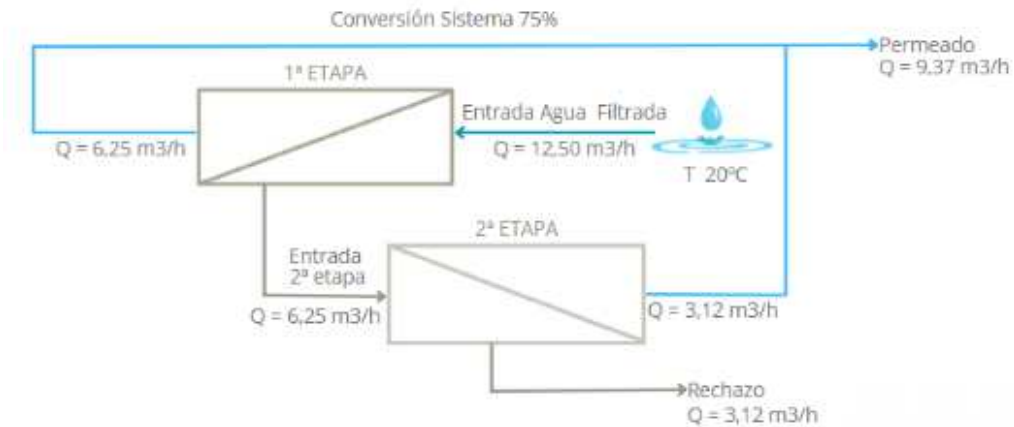 Conversión Sistema 75%
Permeado
Q = 9,37 m3/h
1ª ETAPA
Entrada Agua Filtrada
Q = 6,25 m3/h
Q = 12,50 m3/h
T 20ºC
2ª ETAPA
Entrada
2ª etapa
Q = 6,25 m3/h
Q = 3,12 m3/h
Rechazo
Q = 3,12 m3/h